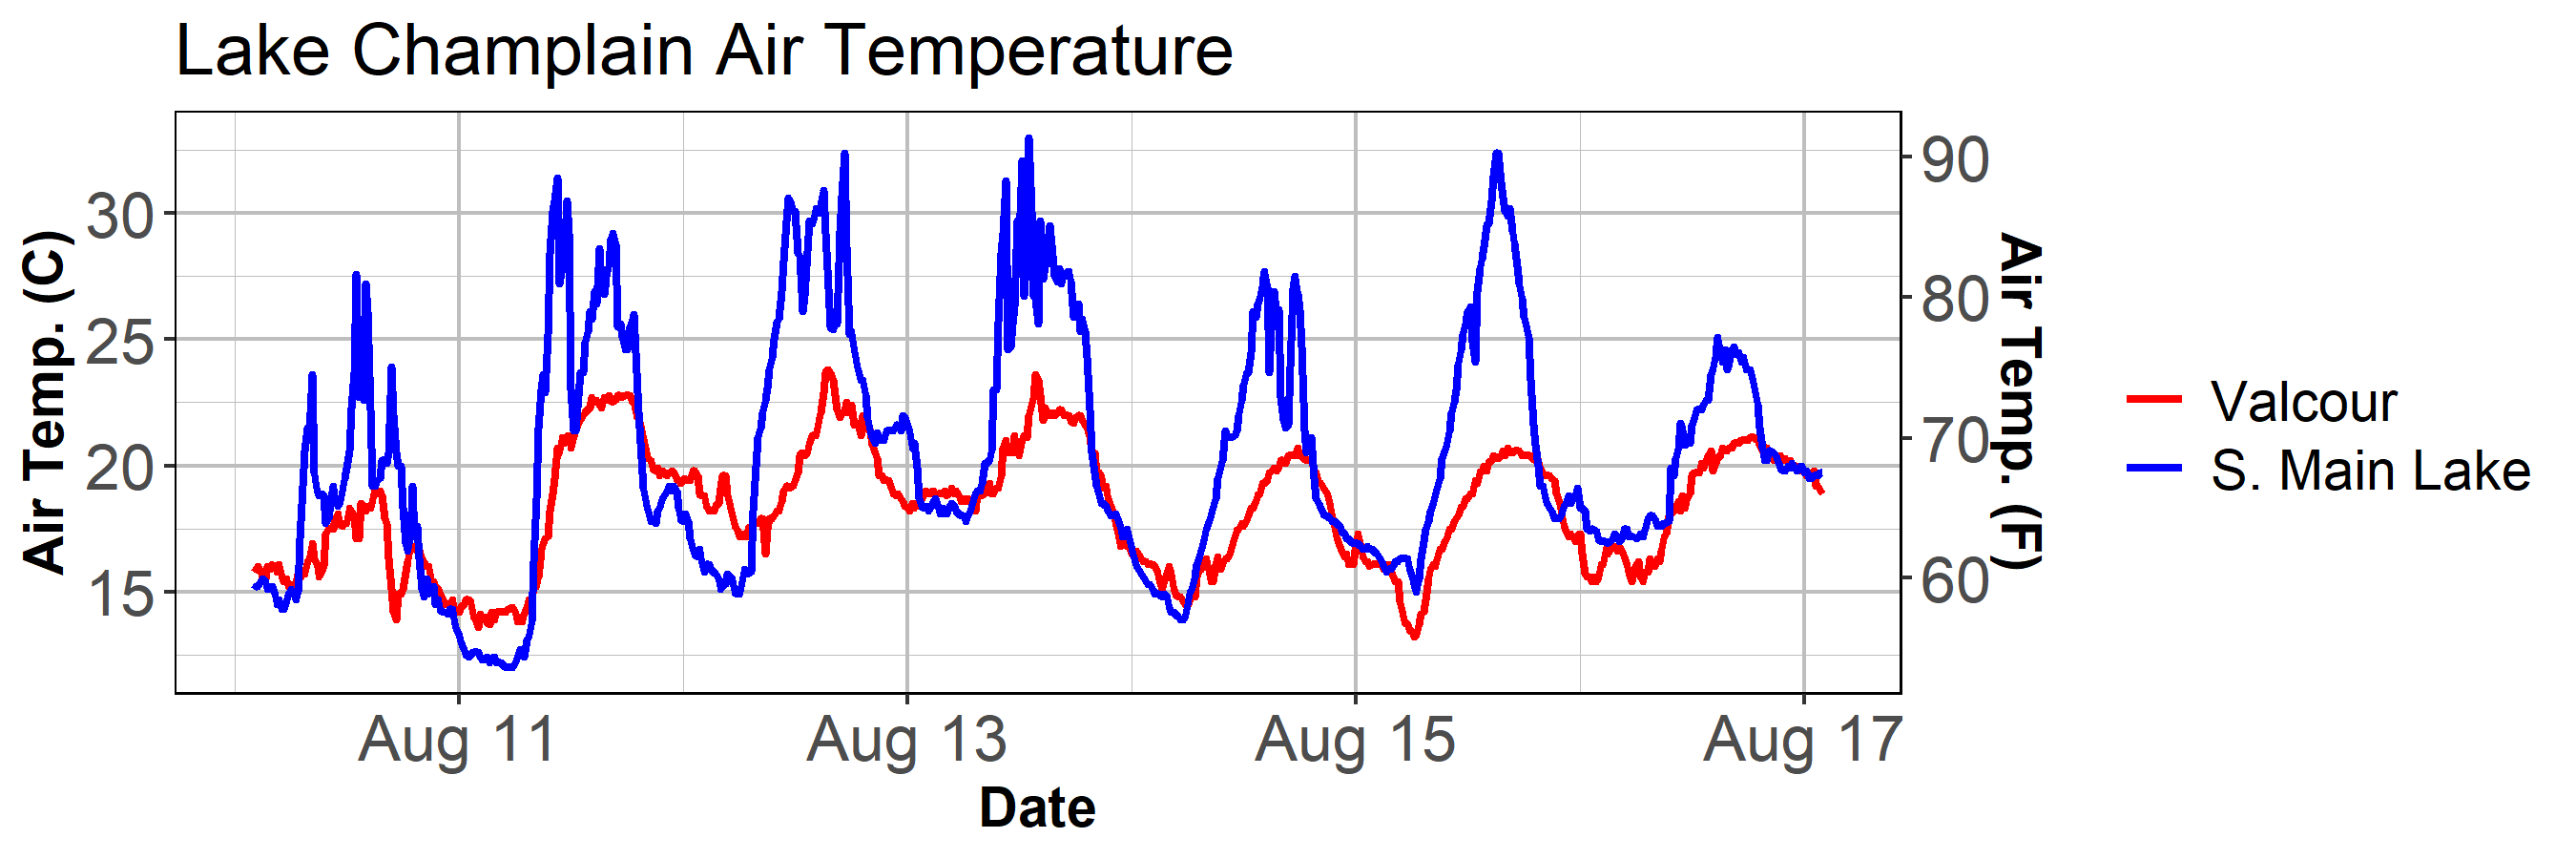 Lake Champlain Air Temperature
Air Temp. (C)
30
25
20
15
90
80
70
60
Air Temp. (F)
Aug 11
Aug 13
Aug 15
Aug 17
Date
Valcour
S. Main Lake